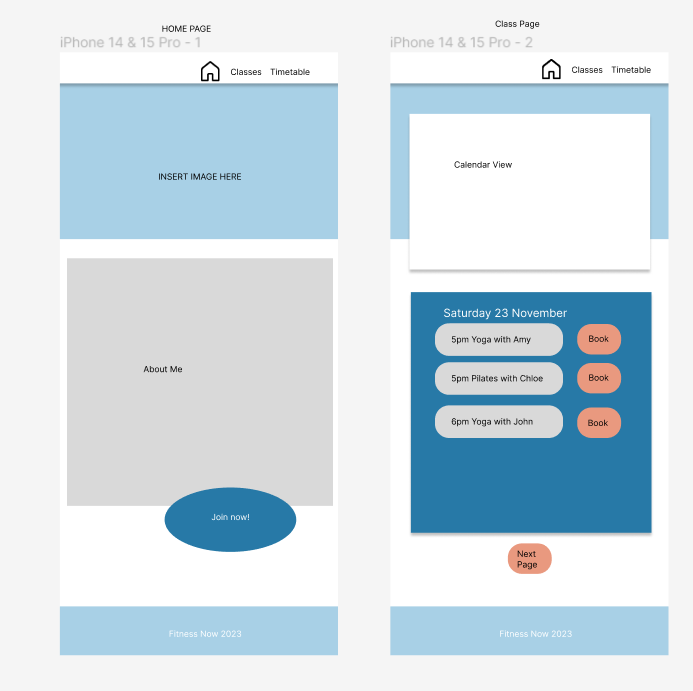 HOME PAGE
iPhone 14 & 15 Pro - 1
Classes Timetable
INSERT IMAGE HERE
About Me
Join now!
Fitness Now 2023
Class Page
iPhone 14 & 15 Pro - 2
Classes Timetable
Calendar View
Saturday 23 November
5pm Yoga with Amy
Book
5pm Pilates with Chloe
Book
6pm Yoga with John
Book
Next
Page
Fitness Now 2023